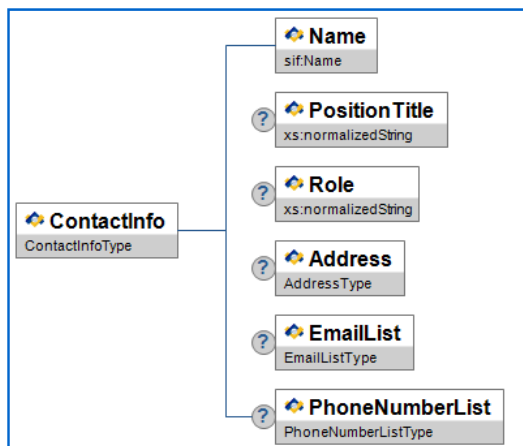 Name
sif:Name
?
PositionTitle
xs:normalizedString
?
Role
xs:normalizedString
ContactInfo
ContactInfoType
?
Address
AddressType
?
EmailList
EmailListType
?
PhoneNumberList
PhoneNumberListType